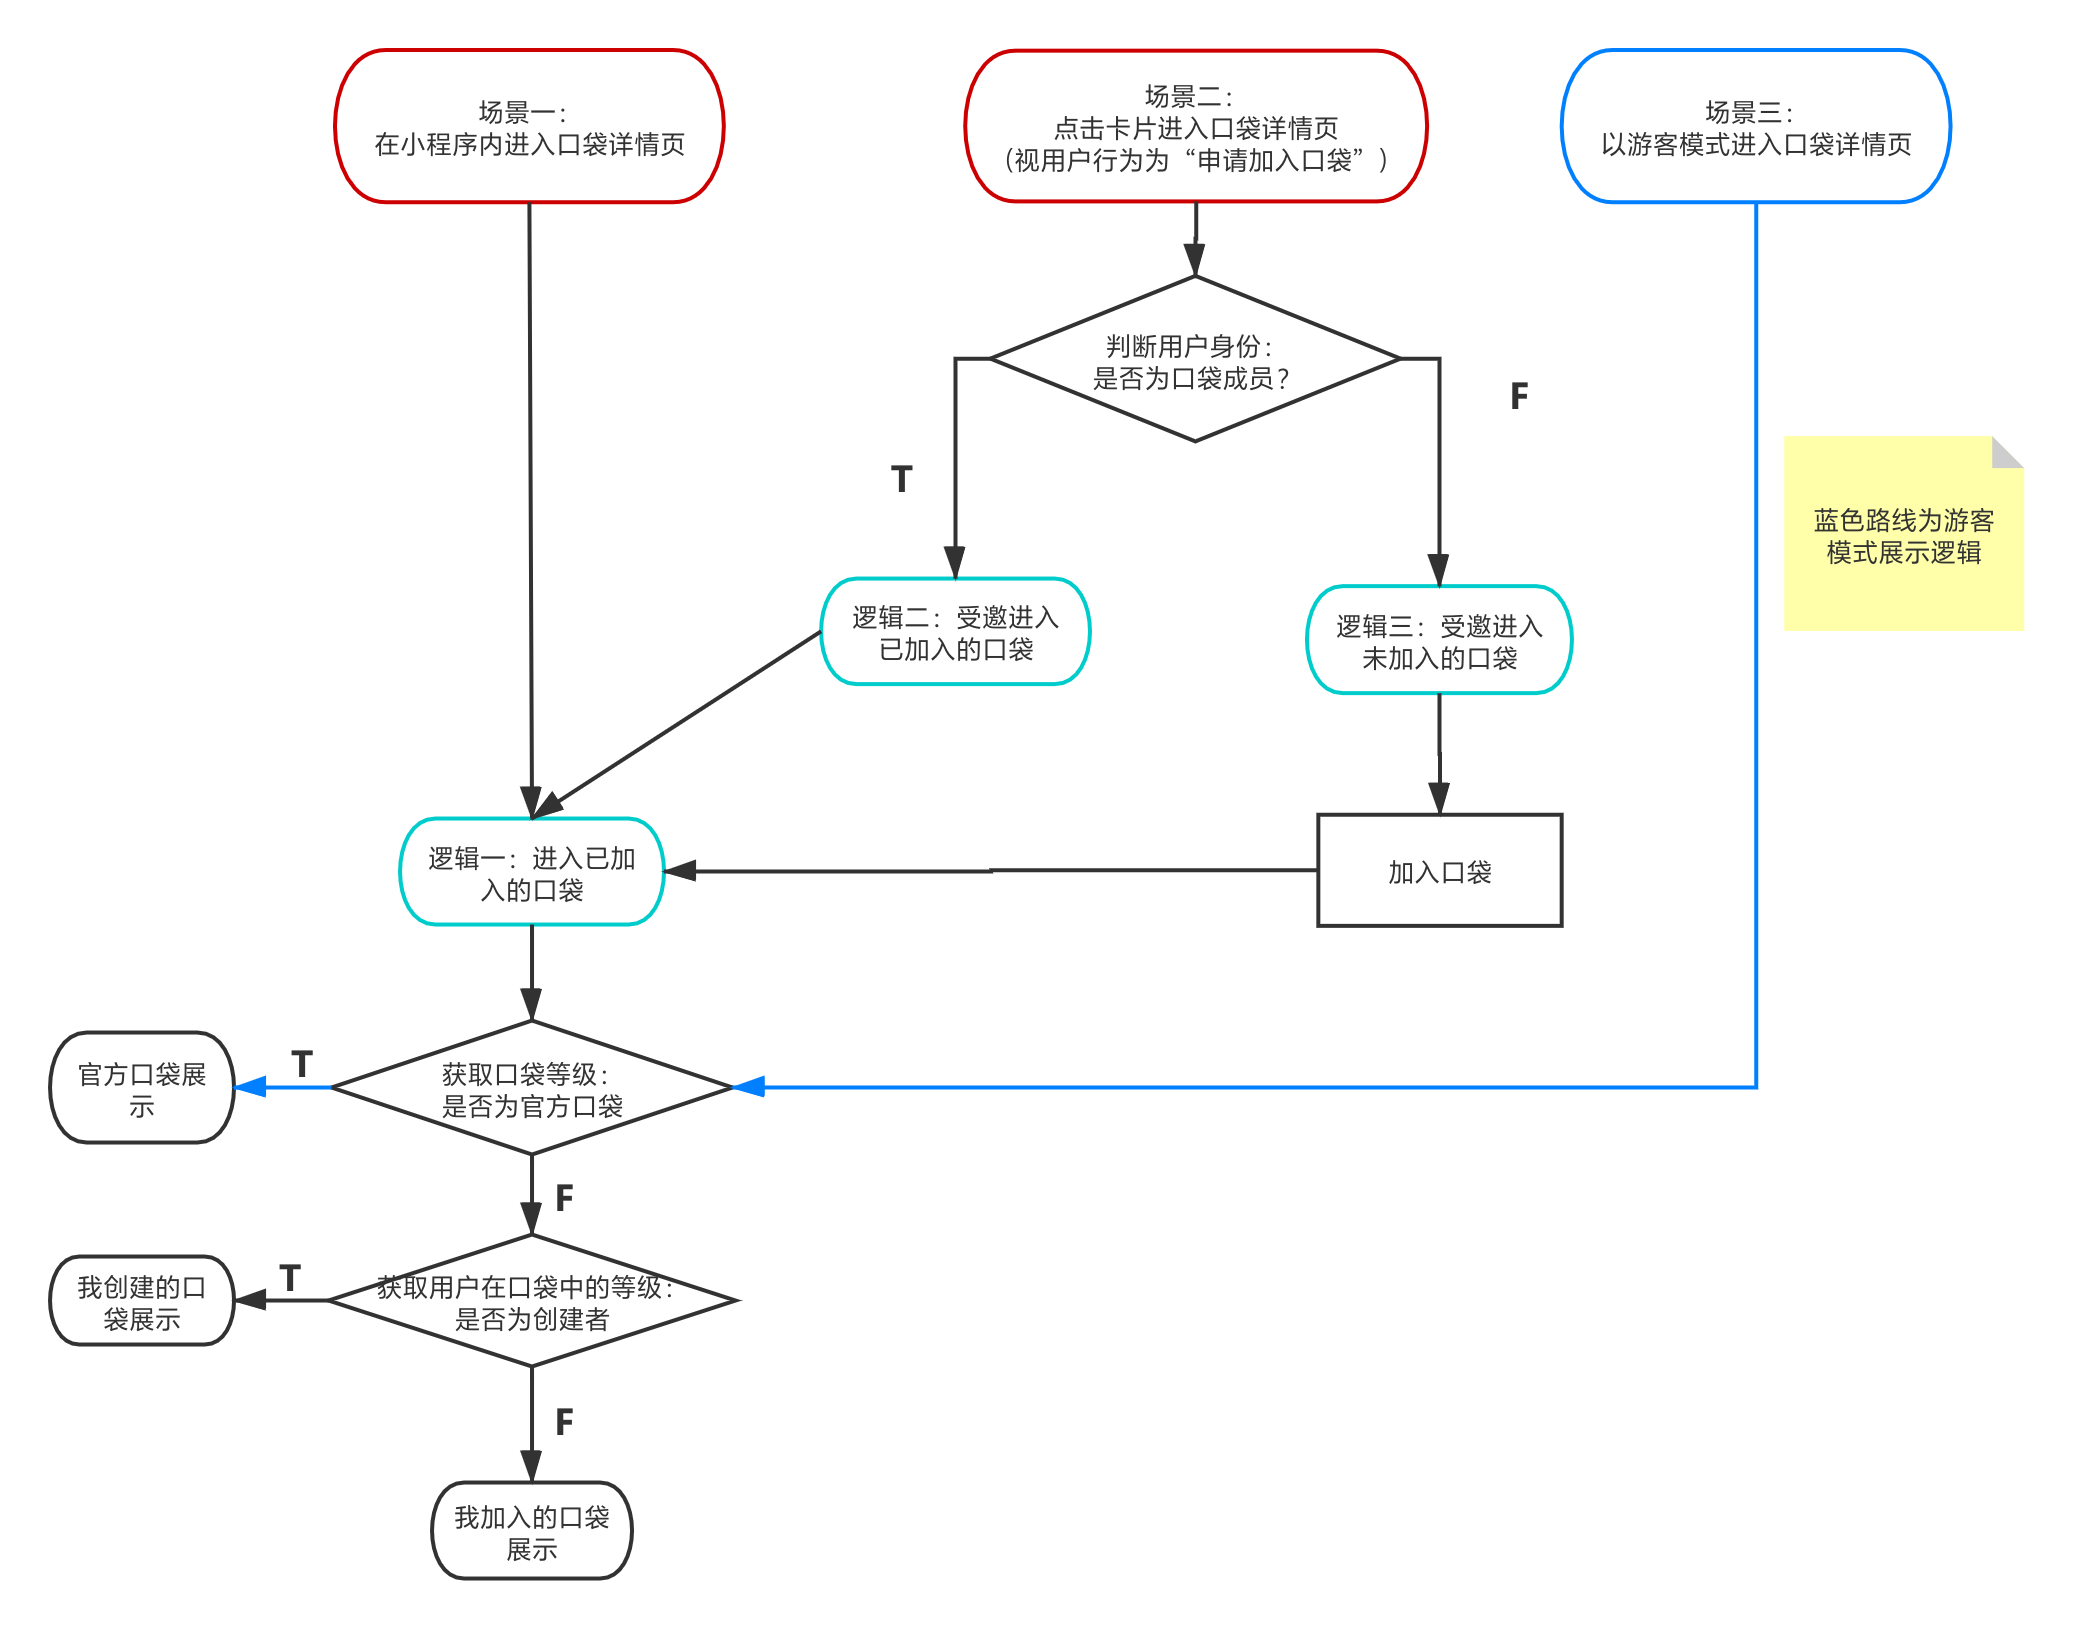 场景一：
在小程序内进入口袋详情页
场景二：
点击卡片进入口袋详情页
（视用户行为为“申请加入口袋”）
场景三：
以游客模式进入口袋详情页
判断用户身份：
是否为口袋成员？
F
T
蓝色路线为游客
模式展示逻辑
逻辑二：受邀进入
已加入的口袋
逻辑三：受邀进入
未加入的口袋
逻辑一：进入已加
入的口袋
加入口袋
官方口袋展
示
T
获取口袋等级：
是否为官方口袋
F
我创建的口
袋展示
T
获取用户在口袋中的等级：
是否为创建者
F
我加入的口袋
展示